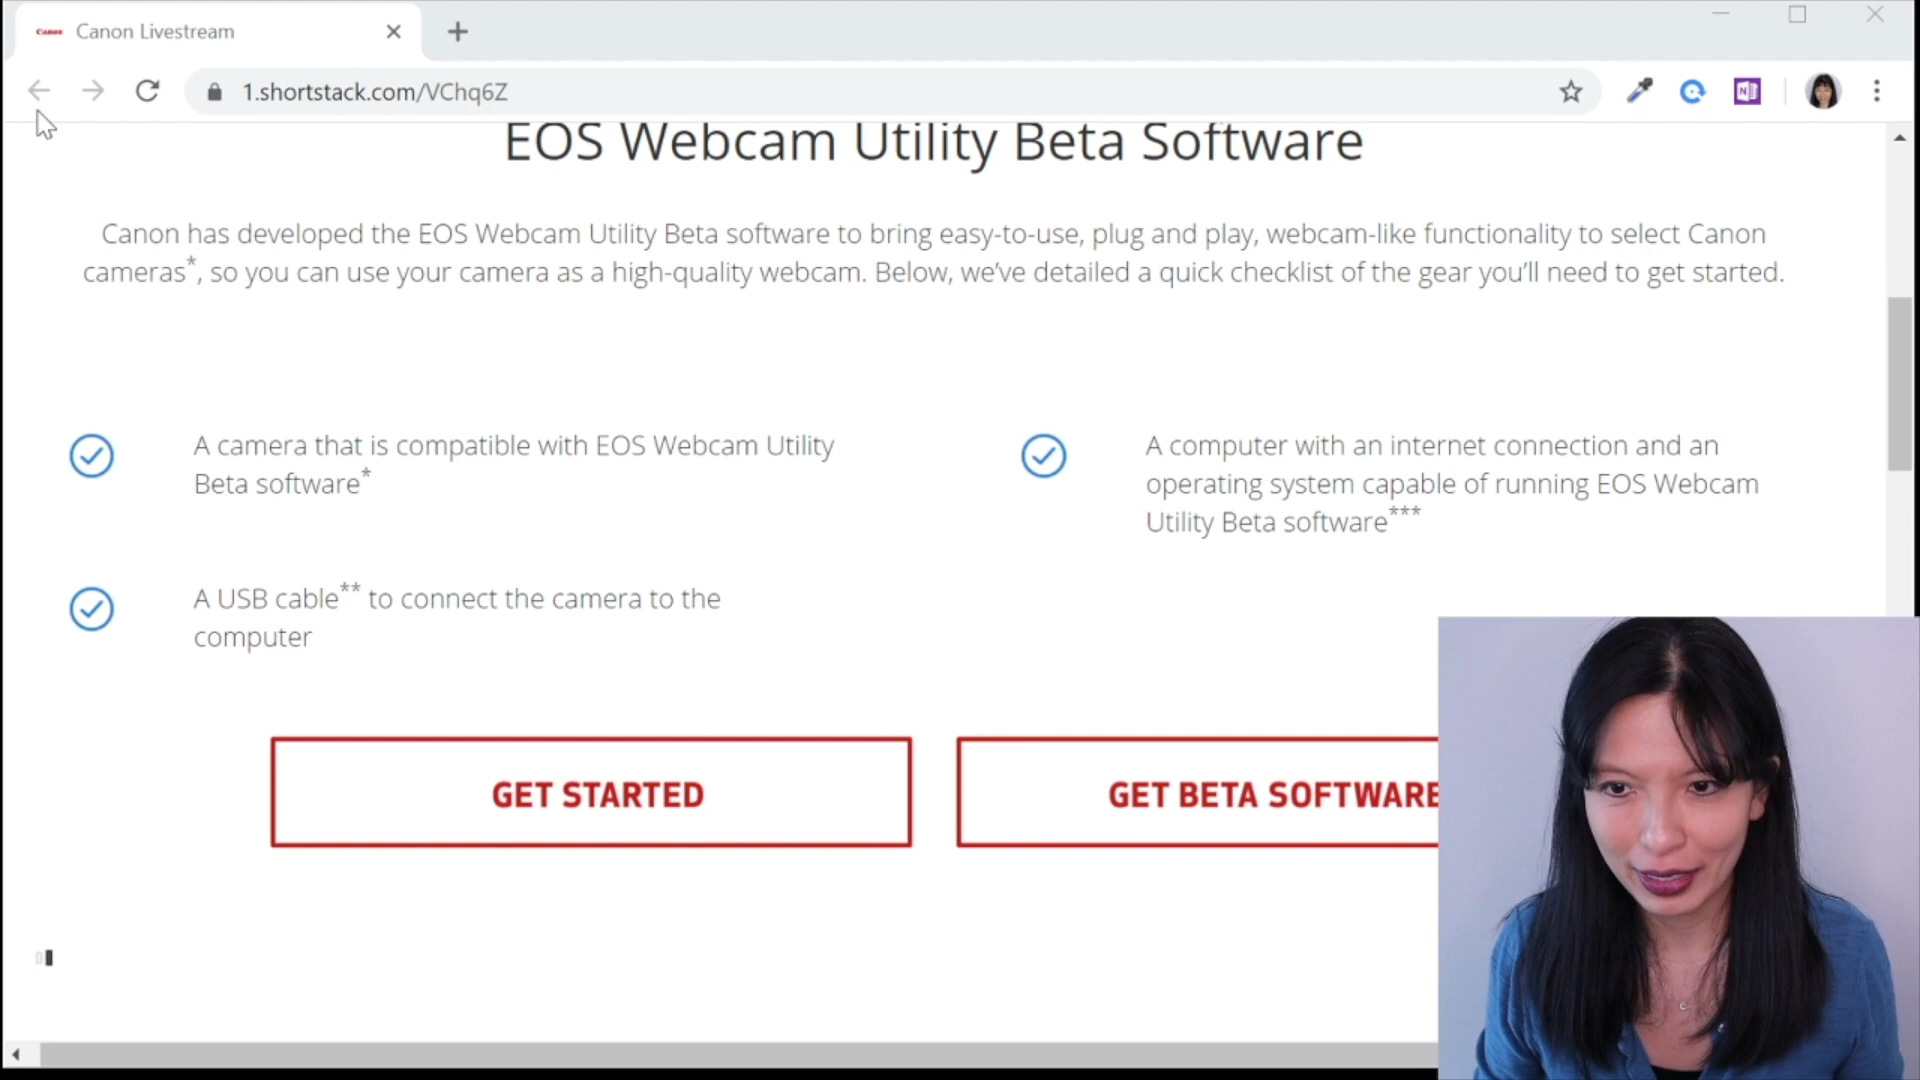 Canon Canon Livestream
1.shortstack.com/VChq6Z
EOS Webcam Utility Beta Software
Canon has developed the EOS Webcam Utility Beta software to bring easy-to-use, plug and play, webcam-like functionality to select Canon
cameras*, so you can use your camera as a high-quality webcam. Below, we’ve detailed a quick checklist of the gear you’ll need to get started.
A camera that is compatible with EOS Webcam Utility
Beta software*
A computer with an internet connection and an
operating system capable of running EOS Webcam
Utility Beta software***
A USB cable** to connect the camera to the
computer
GET STARTED
GET BETA SOFTWARE